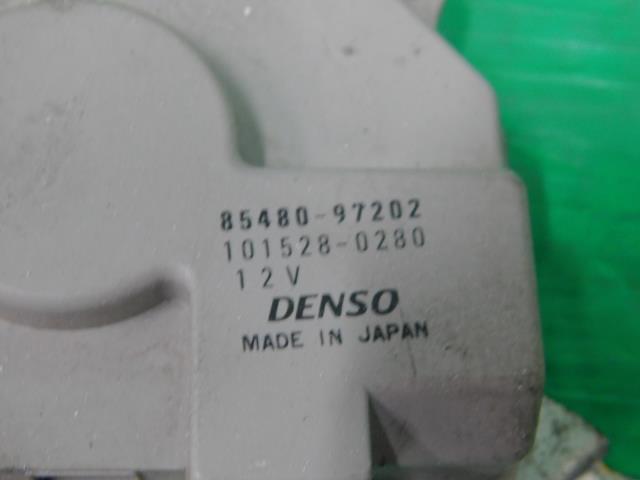 85480-97202
101528-0280
12V
DENSO
MADE IN JAPAN